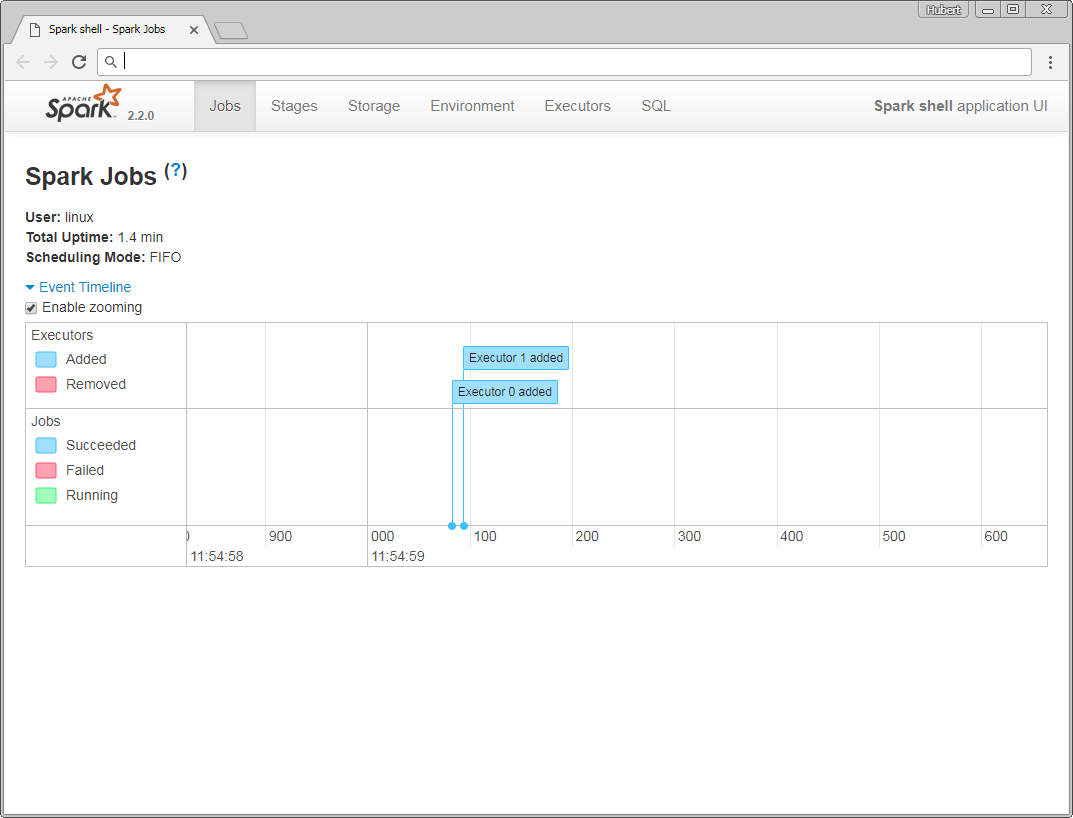 Hubert
Spark shell - Spark Jobs
APACHE
Spark™ 2.2.0
Jobs Stages Storage Environment Executors SQL Spark shell application UI
Spark Jobs (?)
User: linux
Total Uptime: 1.4 min
Scheduling Mode: FIFO
Event Timeline
Enable zooming
Executors
Added
Removed
Executor 1 added
Executor 0 added
Jobs
Succeeded
Failed
Running
900 000 100 200 300 400 500 600
11:54:58 11:54:59